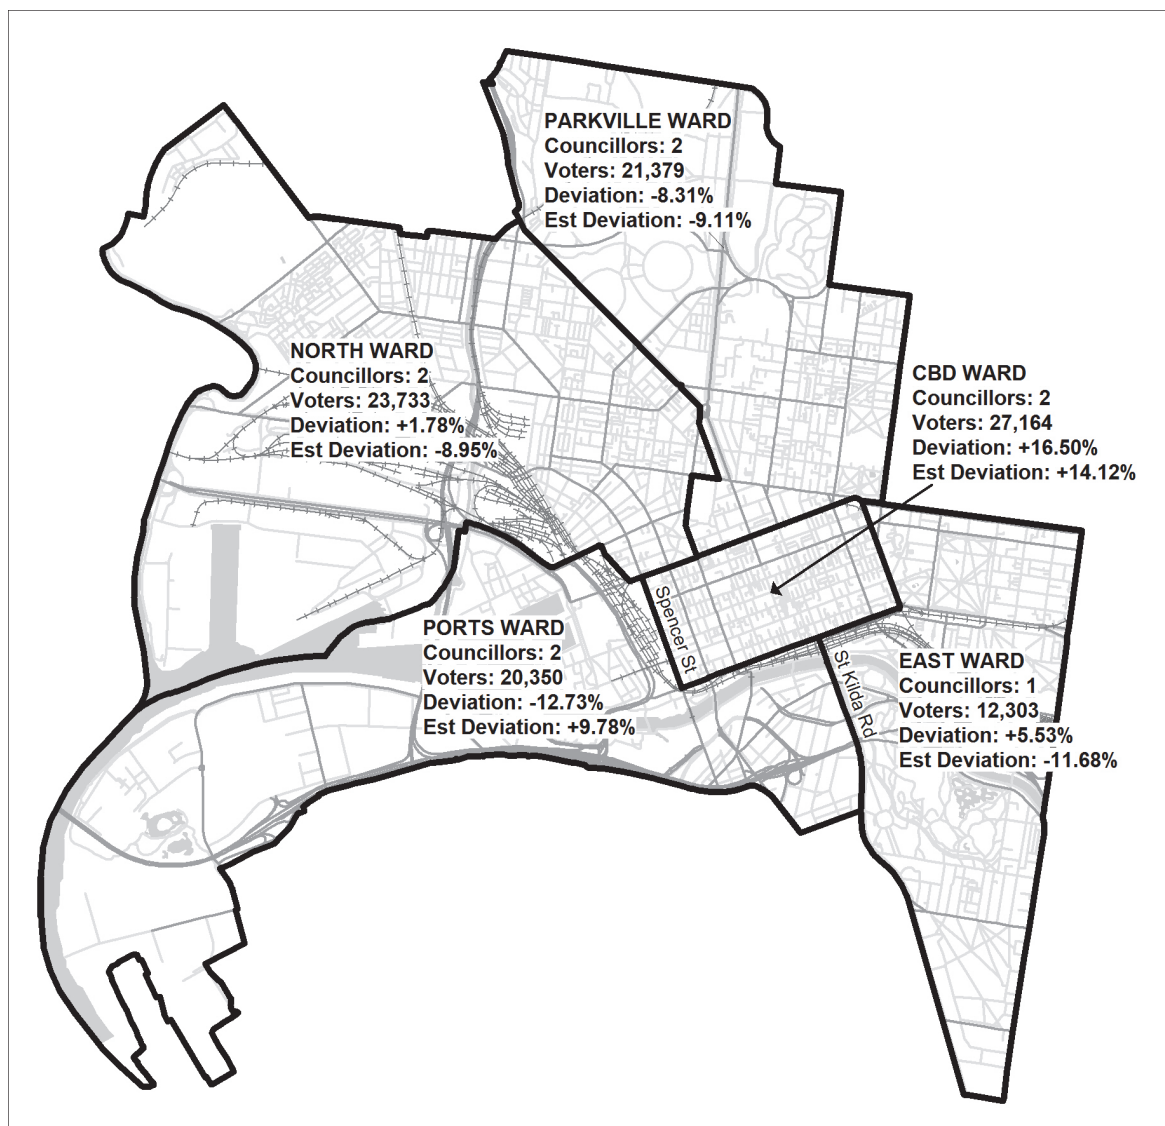 PARKVILLE WARD
Councillors: 2
Voters: 21,379
Deviation: -8.31%
Est Deviation: -9.11%
NORTH WARD
Councillors: 2
Voters: 23,733
Deviation: +1.78%
Est Deviation: -8.95%
CBD WARD
Councillors: 2
Voters: 27,164
Deviation: +16.50%
Est Deviation: +14.12%
Spencer St
PORTS WARD
Councillors: 2
Voters: 20,350
Deviation: -12.73%
Est Deviation: +9.78%
St Kilda Rd
EAST WARD
Councillors: 1
Voters: 12,303
Deviation: +5.53%
Est Deviation: -11.68%